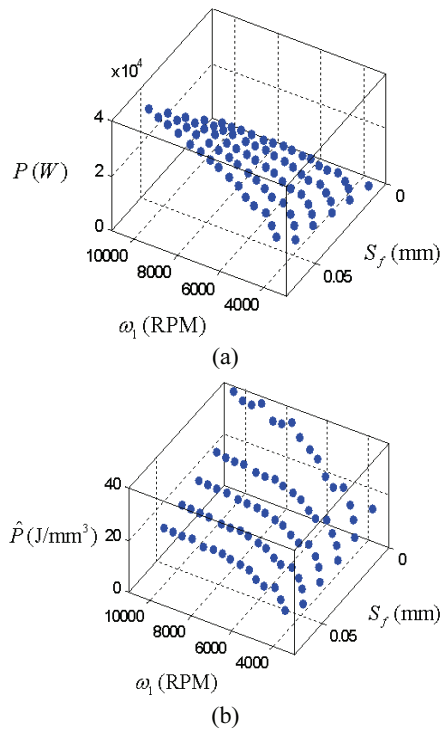 (a)
x10⁴
4
P (W)
2
0
10000
8000
6000
4000
ω₁ (RPM)
0
0.05
S_f (mm)
(a)
40
P̂ (J/mm³)
20
0
10000
8000
6000
4000
ω₁ (RPM)
0
0.05
S_f (mm)
(b)